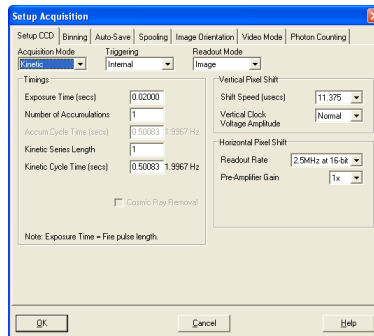 Setup Acquisition
Setup CCD Binning Auto-Save Spooling Image Orientation Video Mode Photon Counting
Acquisition Mode Triggering Readout Mode
Kinetic Internal Image
Timings
Exposure Time (secs) 0.02000
Number of Accumulations 1
Accum Cycle Time (secs) 0.50083 1.9967 Hz
Kinetic Series Length 1
Kinetic Cycle Time (secs) 0.50083 1.9967 Hz
Cosmic Ray Removal
Note: Exposure Time = Fire pulse length.
Vertical Pixel Shift
Shift Speed (usecs) 11.375
Vertical Clock
Voltage Amplitude Normal
Horizontal Pixel Shift
Readout Rate 2.5MHz at 16-bit
Pre-Amplifier Gain 1x
OK Cancel Help